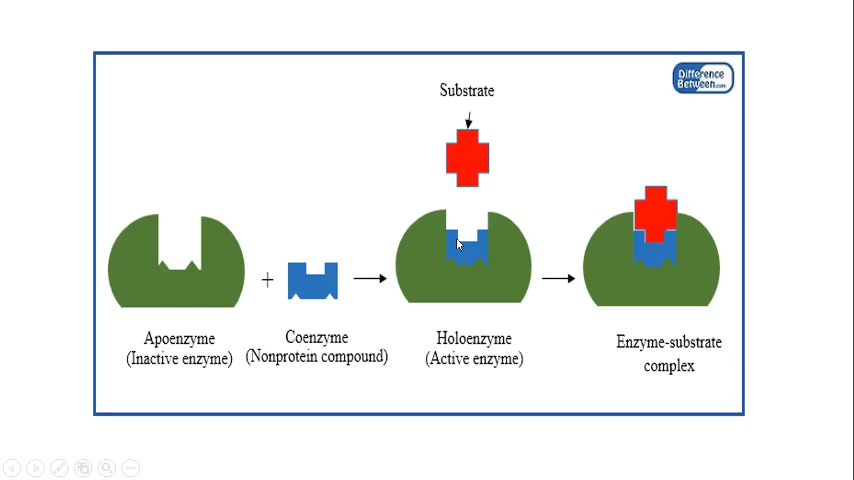 Difference
Between.com
Substrate
+
Apoenzyme
(Inactive enzyme)
Coenzyme
(Nonprotein compound)
Holoenzyme
(Active enzyme)
Enzyme-substrate
complex